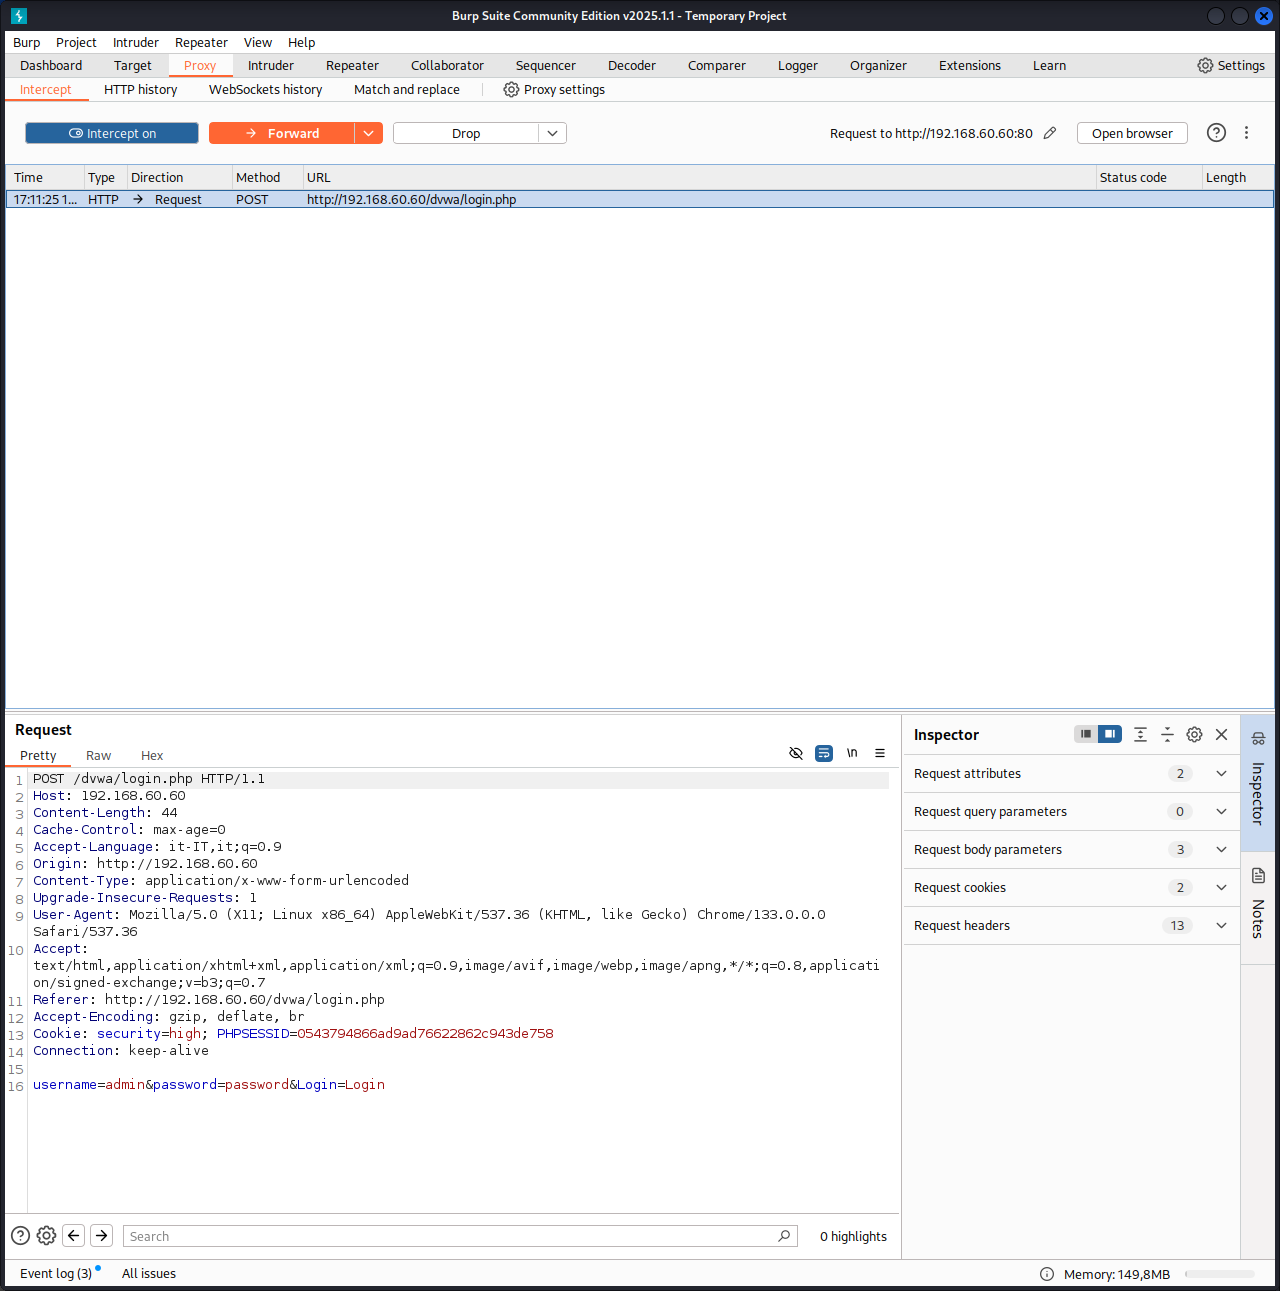 Burp Suite Community Edition v2025.1.1 - Temporary Project
Burp Project Intruder Repeater View Help
Dashboard Target Proxy Intruder Repeater Collaborator Sequencer Decoder Comparer Logger Organizer Extensions Learn Settings
Intercept HTTP history WebSockets history Match and replace Proxy settings
Intercept on Forward Drop Request to http://192.168.60.60:80 Open browser
Time Type Direction Method URL Status code Length
17:11:25 1... HTTP → Request POST http://192.168.60.60/dvwa/login.php
Request
Pretty Raw Hex \n
1 POST /dvwa/login.php HTTP/1.1
2 Host: 192.168.60.60
3 Content-Length: 44
4 Cache-Control: max-age=0
5 Accept-Language: it-IT,it;q=0.9
6 Origin: http://192.168.60.60
7 Content-Type: application/x-www-form-urlencoded
8 Upgrade-Insecure-Requests: 1
9 User-Agent: Mozilla/5.0 (X11; Linux x86_64) AppleWebKit/537.36 (KHTML, like Gecko) Chrome/133.0.0.0
Safari/537.36
10 Accept:
text/html,application/xhtml+xml,application/xml;q=0.9,image/avif,image/webp,image/apng,*/*;q=0.8,applicati
on/signed-exchange;v=b3;q=0.7
11 Referer: http://192.168.60.60/dvwa/login.php
12 Accept-Encoding: gzip, deflate, br
13 Cookie: security=high; PHPSESSID=0543794866ad9ad76622862c943de758
14 Connection: keep-alive
15
16 username=admin&password=password&Login=Login
Search
0 highlights
Inspector
Request attributes 2
Request query parameters 0
Request body parameters 3
Request cookies 2
Request headers 13
Inspector
Notes
Event log (3) All issues Memory: 149,8MB